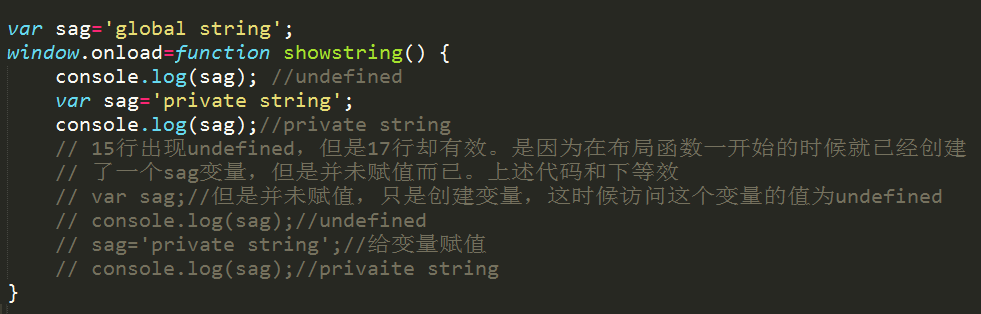 var sag='global string';
window.onload=function showstring() {
    console.log(sag); //undefined
    var sag='private string';
    console.log(sag);//private string
    // 15行出现undefined，但是17行却有效。是因为在布局函数一开始的时候就已经创建
    // 了一个sag变量，但是并未赋值而已。上述代码和下等效
    // var sag;//但是并未赋值，只是创建变量，这时候访问这个变量的值为undefined
    // console.log(sag);//undefined
    // sag='private string';//给变量赋值
    // console.log(sag);//privaite string
}